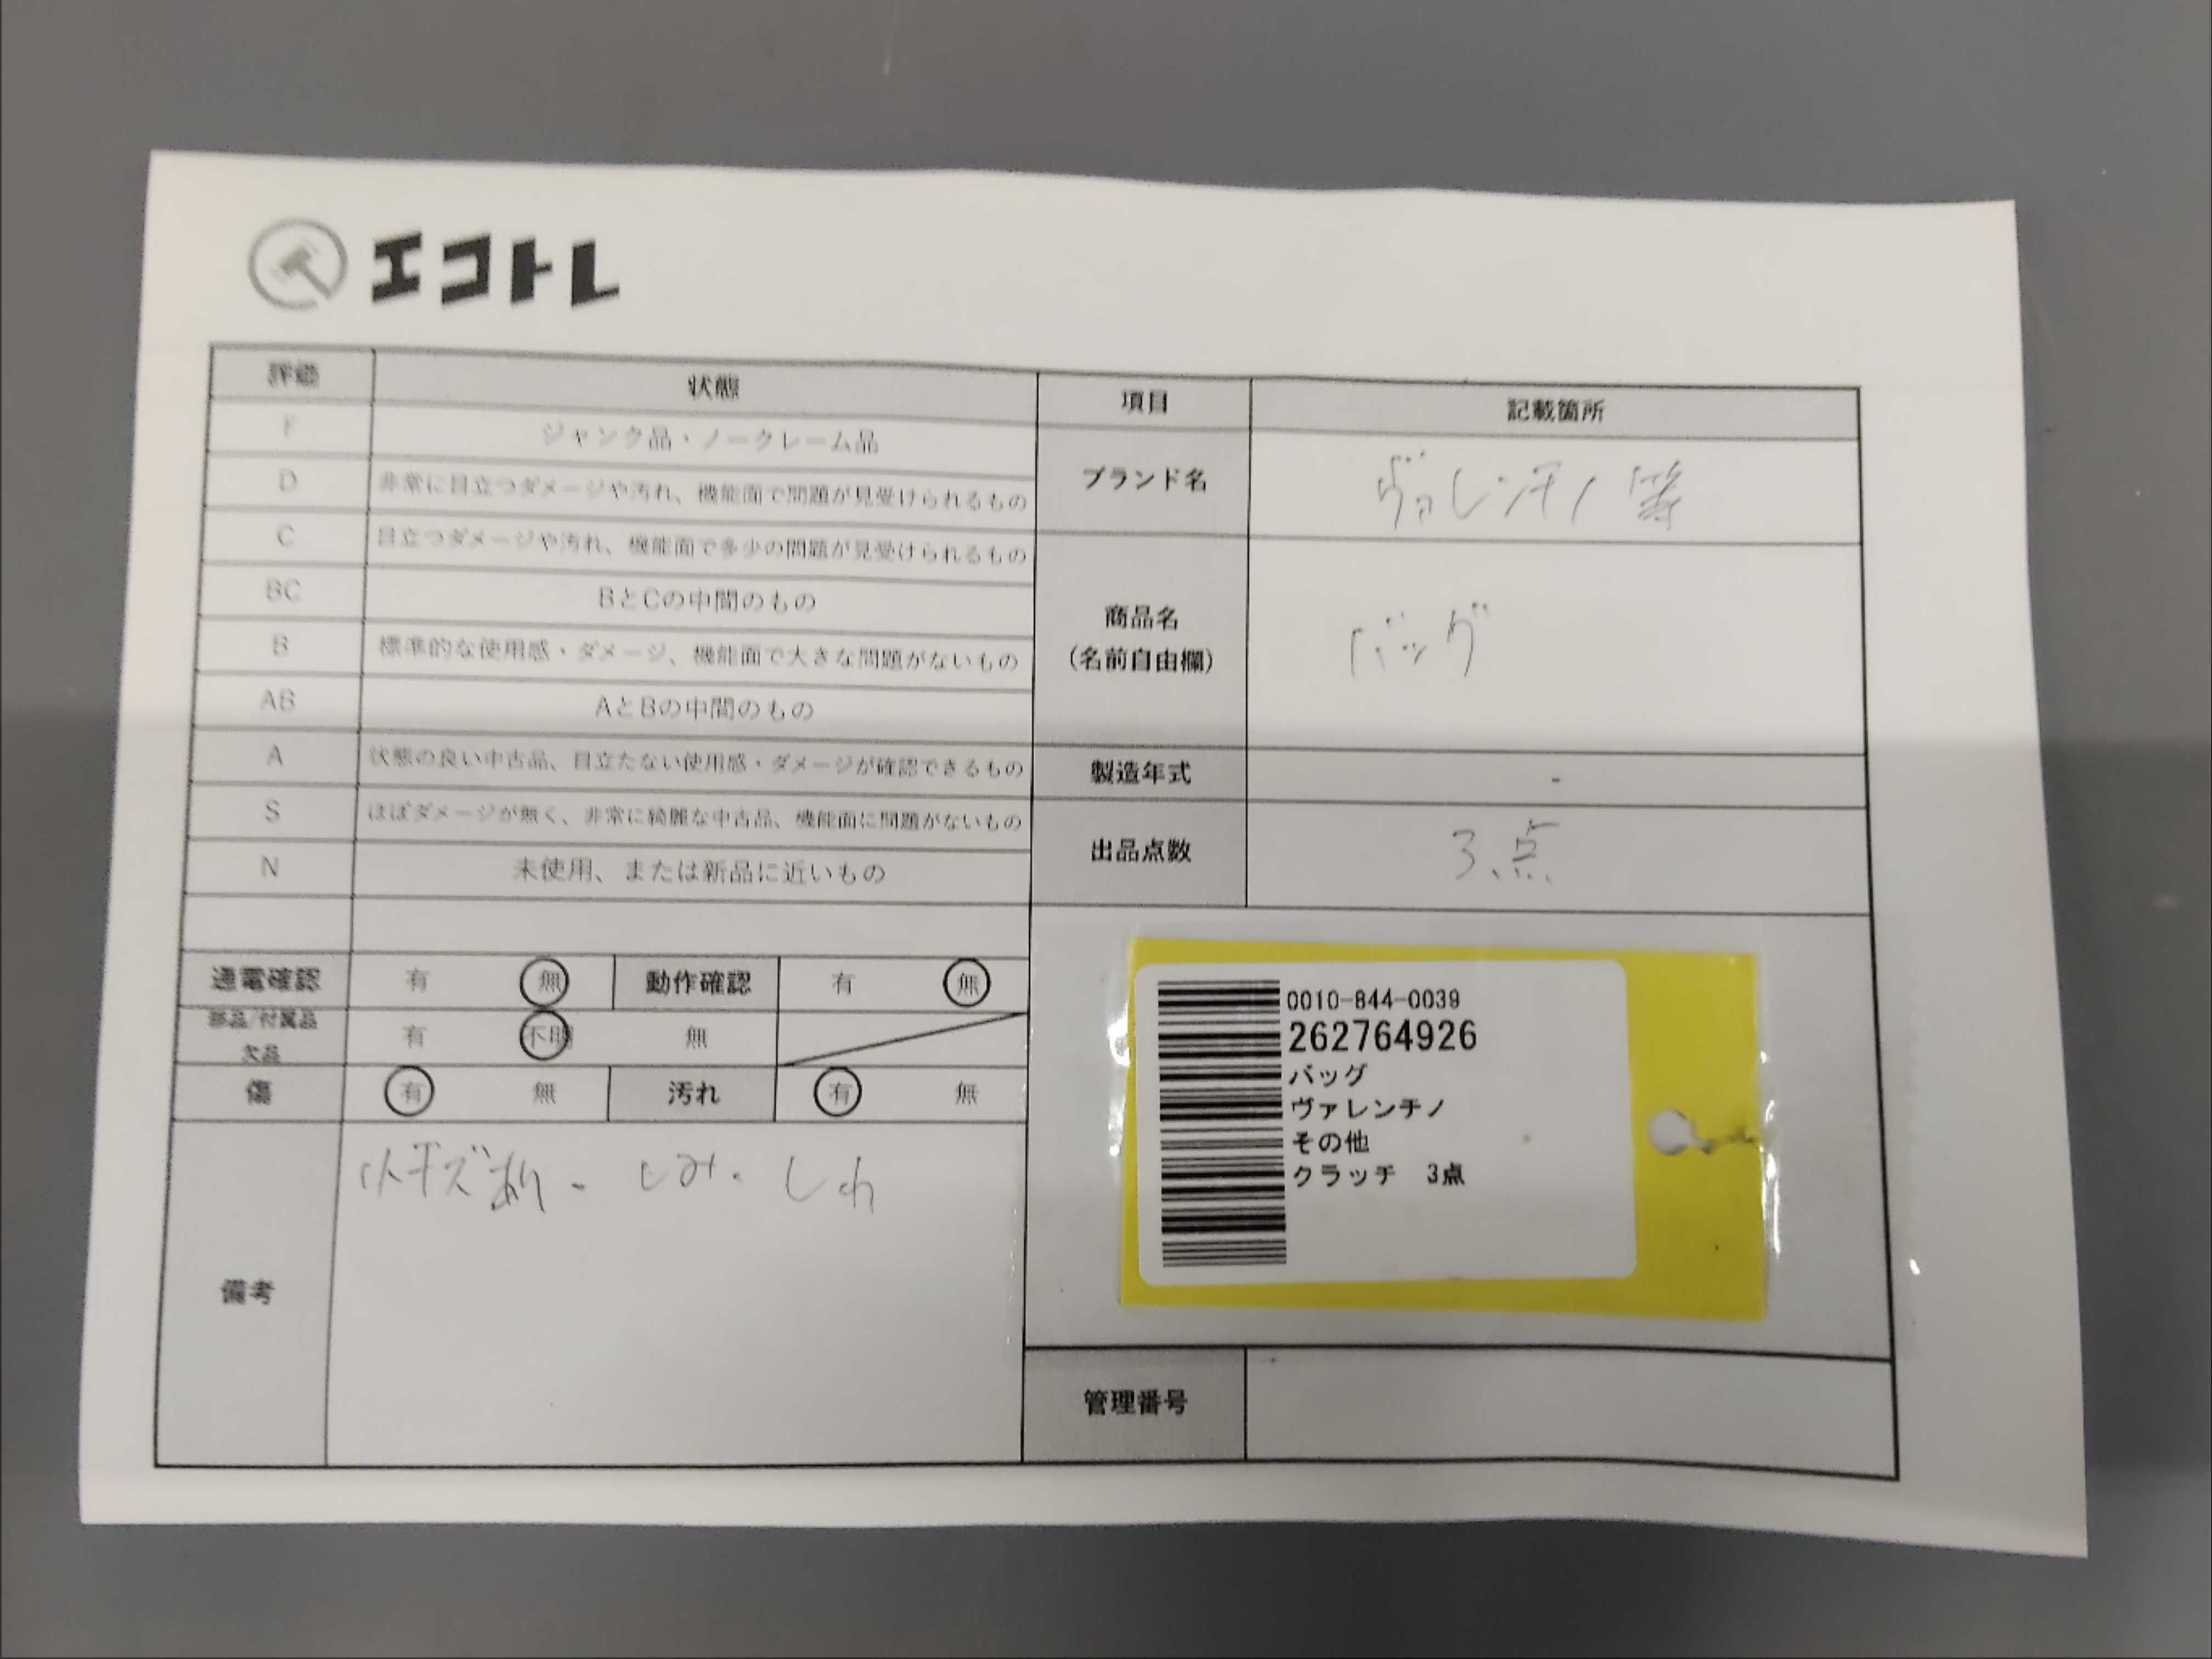 エコトレ
評価 状態 項目 記載箇所
F ジャンク品・ノークレーム品
D 非常に目立つダメージや汚れ、機能面で問題が見受けられるもの
ブランド名 ヴァレンチノ 等
C 目立つダメージや汚れ、機能面で多少の問題が見受けられるもの
BC BとCの中間のもの
商品名
(名前自由欄)
バッグ
B 標準的な使用感・ダメージ、機能面で大きな問題がないもの
AB AとBの中間のもの
A 状態の良い中古品、目立たない使用感・ダメージが確認できるもの
製造年式 -
S ほぼダメージが無く、非常に綺麗な中古品、機能面に問題がないもの
出品点数 3点
N 未使用、または新品に近いもの
通電確認 有 無 動作確認 有 無
部品/付属品
欠品
有 不明 無
傷 有 無 汚れ 有 無
備考
キズあり・しみ・しわ
0010-844-0039
262764926
バッグ
ヴァレンチノ
その他
クラッチ 3点
管理番号